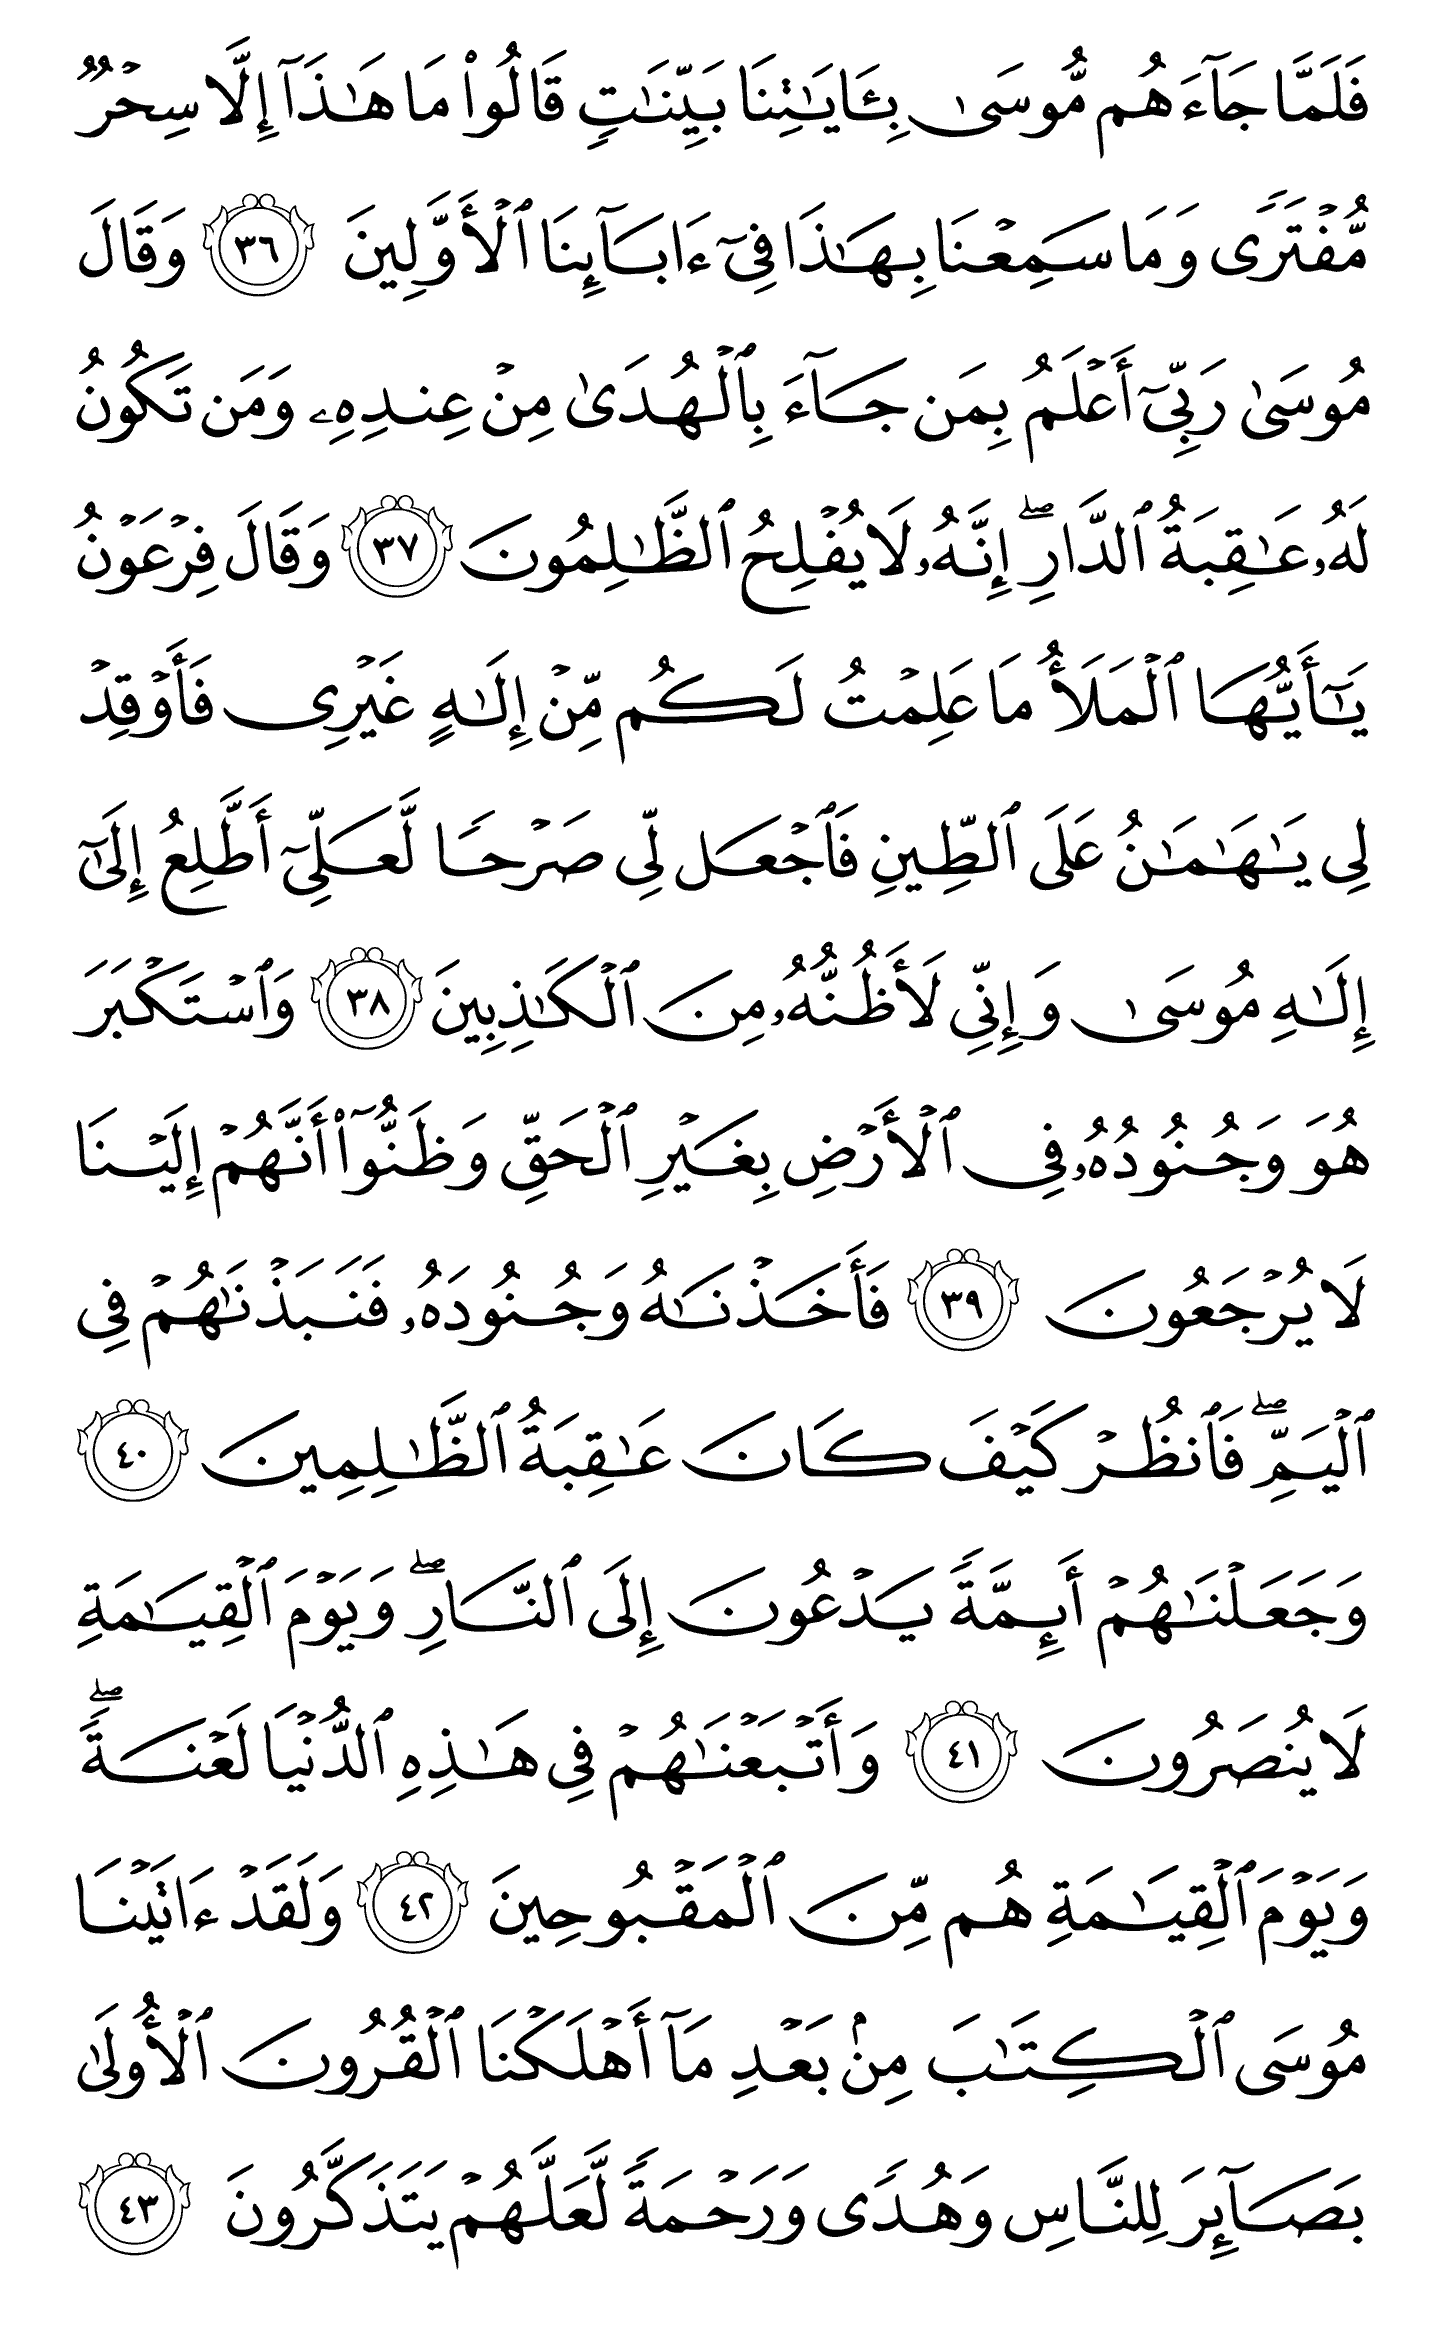 فَلَمَّا جَآءَهُم مُّوسَىٰ بِـَٔايَـٰتِنَا بَيِّنَـٰتٍ قَالُوا۟ مَا هَـٰذَآ إِلَّا سِحْرٌ
مُّفْتَرًى وَمَا سَمِعْنَا بِهَـٰذَا فِىٓ ءَابَآئِنَا ٱلْأَوَّلِينَ ٣٦ وَقَالَ
مُوسَىٰ رَبِّىٓ أَعْلَمُ بِمَن جَآءَ بِٱلْهُدَىٰ مِنْ عِندِهِۦ وَمَن تَكُونُ
لَهُۥ عَـٰقِبَةُ ٱلدَّارِ ۖ إِنَّهُۥ لَا يُفْلِحُ ٱلظَّـٰلِمُونَ ٣٧ وَقَالَ فِرْعَوْنُ
يَـٰٓأَيُّهَا ٱلْمَلَأُ مَا عَلِمْتُ لَكُم مِّنْ إِلَـٰهٍ غَيْرِى فَأَوْقِدْ
لِى يَـٰهَـٰمَـٰنُ عَلَى ٱلطِّينِ فَٱجْعَل لِّى صَرْحًا لَّعَلِّىٓ أَطَّلِعُ إِلَىٰٓ
إِلَـٰهِ مُوسَىٰ وَإِنِّى لَأَظُنُّهُۥ مِنَ ٱلْكَـٰذِبِينَ ٣٨ وَٱسْتَكْبَرَ
هُوَ وَجُنُودُهُۥ فِى ٱلْأَرْضِ بِغَيْرِ ٱلْحَقِّ وَظَنُّوٓا۟ أَنَّهُمْ إِلَيْنَا
لَا يُرْجَعُونَ ٣٩ فَأَخَذْنَـٰهُ وَجُنُودَهُۥ فَنَبَذْنَـٰهُمْ فِى
ٱلْيَمِّ ۖ فَٱنظُرْ كَيْفَ كَانَ عَـٰقِبَةُ ٱلظَّـٰلِمِينَ ٤٠
وَجَعَلْنَـٰهُمْ أَئِمَّةً يَدْعُونَ إِلَى ٱلنَّارِ ۖ وَيَوْمَ ٱلْقِيَـٰمَةِ
لَا يُنصَرُونَ ٤١ وَأَتْبَعْنَـٰهُمْ فِى هَـٰذِهِ ٱلدُّنْيَا لَعْنَةً ۖ
وَيَوْمَ ٱلْقِيَـٰمَةِ هُم مِّنَ ٱلْمَقْبُوحِينَ ٤٢ وَلَقَدْ ءَاتَيْنَا
مُوسَى ٱلْكِتَـٰبَ مِنۢ بَعْدِ مَآ أَهْلَكْنَا ٱلْقُرُونَ ٱلْأُولَىٰ
بَصَآئِرَ لِلنَّاسِ وَهُدًى وَرَحْمَةً لَّعَلَّهُمْ يَتَذَكَّرُونَ ٤٣